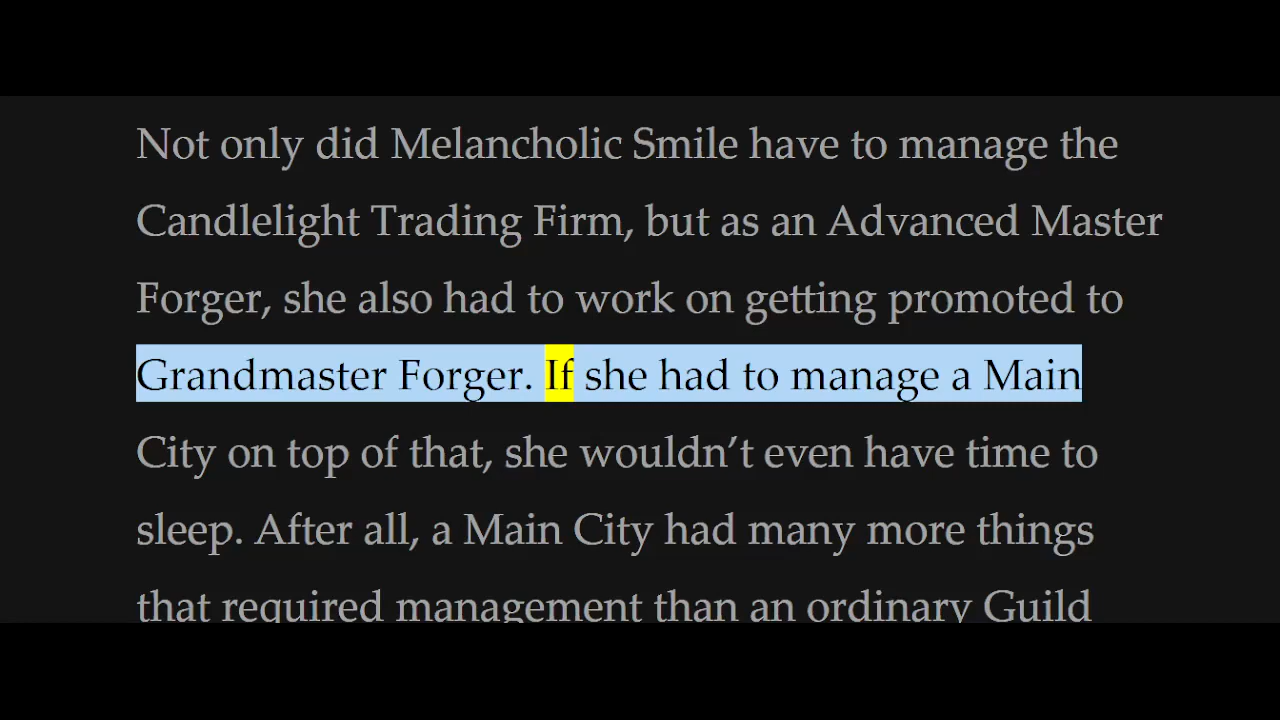 Not only did Melancholic Smile have to manage the
Candlelight Trading Firm, but as an Advanced Master
Forger, she also had to work on getting promoted to
Grandmaster Forger. If she had to manage a Main
City on top of that, she wouldn’t even have time to
sleep. After all, a Main City had many more things
that required management than an ordinary Guild